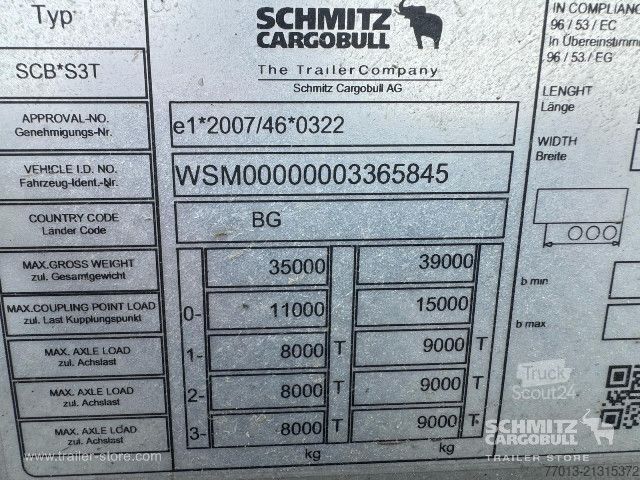 Typ
SCB*S3T
SCHMITZ
CARGOBULL
The TrailerCompany
Schmitz Cargobull AG
APPROVAL-NO.
Genehmigungs-Nr.
e1*2007/46*0322
VEHICLE I.D. NO.
Fahrzeug-Ident.-Nr.
WSM00000003365845
COUNTRY CODE
Länder Code
BG
MAX.GROSS WEIGHT
zul. Gesamtgewicht
35000 39000
MAX.COUPLING POINT LOAD
zul. Last Kupplungspunkt
0- 11000 15000
MAX. AXLE LOAD
zul. Achslast
1- 8000 T 9000 T
MAX. AXLE LOAD
zul. Achslast
2- 8000 T 9000 T
MAX. AXLE LOAD
zul. Achslast
3- 8000 T 9000 T
kg kg
IN COMPLIANC
96 / 53 / EC
in Übereinstimm
96 / 53 / EG
LENGHT
Länge
WIDTH
Breite
b min
b max
Truck
Scout24
SCHMITZ
CARGOBULL
TRAILER STORE
www.trailer-store.com
77013-21315372